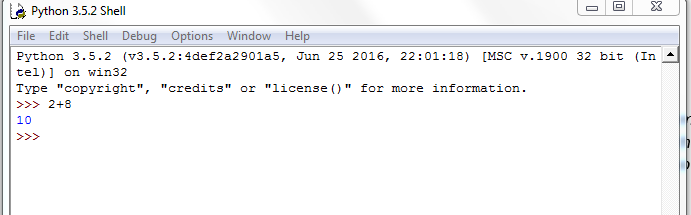 Python 3.5.2 Shell
File Edit Shell Debug Options Window Help
Python 3.5.2 (v3.5.2:4def2a2901a5, Jun 25 2016, 22:01:18) [MSC v.1900 32 bit (In
tel)] on win32
Type "copyright", "credits" or "license()" for more information.
>>> 2+8
10
>>>